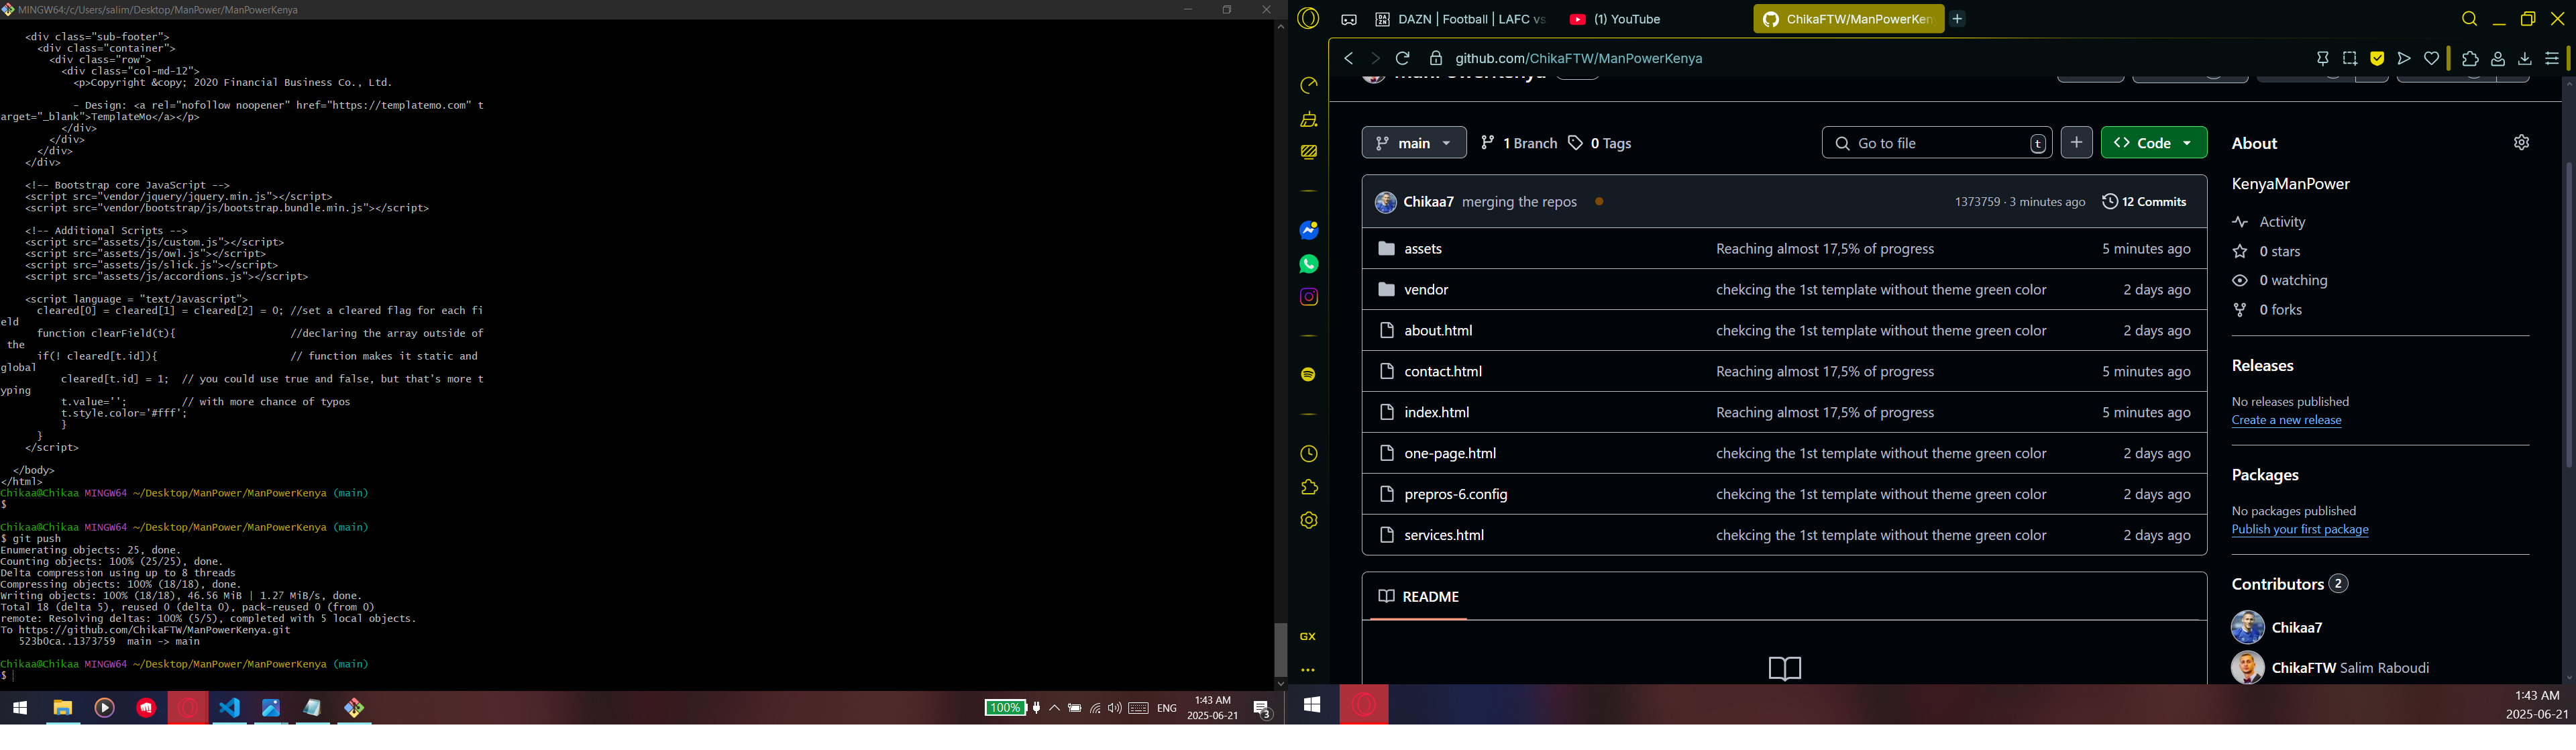 MINGW64:/c/Users/salim/Desktop/ManPower/ManPowerKenya
<div class="sub-footer">
<div class="container">
<div class="row">
<div class="col-md-12">
<p>Copyright &copy; 2020 Financial Business Co., Ltd.
- Design: <a rel="nofollow noopener" href="https://templatemo.com" t
arget="_blank">TemplateMo</a></p>
</div>
</div>
</div>
</div>
<!-- Bootstrap core JavaScript -->
<script src="vendor/jquery/jquery.min.js"></script>
<script src="vendor/bootstrap/js/bootstrap.bundle.min.js"></script>
<!-- Additional Scripts -->
<script src="assets/js/custom.js"></script>
<script src="assets/js/owl.js"></script>
<script src="assets/js/slick.js"></script>
<script src="assets/js/accordions.js"></script>
<script language = "text/Javascript">
cleared[0] = cleared[1] = cleared[2] = 0; //set a cleared flag for each fi
eld
function clearField(t){ //declaring the array outside of
the
if(! cleared[t.id]){ // function makes it static and
global
cleared[t.id] = 1; // you could use true and false, but that's more t
yping
t.value=''; // with more chance of typos
t.style.color='#fff';
}
}
</script>
</body>
</html>
Chikaa@Chikaa MINGW64 ~/Desktop/ManPower/ManPowerKenya (main)
$
Chikaa@Chikaa MINGW64 ~/Desktop/ManPower/ManPowerKenya (main)
$ git push
Enumerating objects: 25, done.
Counting objects: 100% (25/25), done.
Delta compression using up to 8 threads
Compressing objects: 100% (18/18), done.
Writing objects: 100% (18/18), 46.56 MiB | 1.27 MiB/s, done.
Total 18 (delta 5), reused 0 (delta 0), pack-reused 0 (from 0)
remote: Resolving deltas: 100% (5/5), completed with 5 local objects.
To https://github.com/ChikaFTW/ManPowerKenya.git
523b0ca..1373759 main -> main
Chikaa@Chikaa MINGW64 ~/Desktop/ManPower/ManPowerKenya (main)
$
100% ENG 1:43 AM
2025-06-21
3
DAZN | Football | LAFC vs (1) YouTube ChikaFTW/ManPowerKen
github.com/ChikaFTW/ManPowerKenya
main 1 Branch 0 Tags Go to file t Code
Chikaa7 merging the repos 1373759 · 3 minutes ago 12 Commits
assets Reaching almost 17,5% of progress 5 minutes ago
vendor chekcing the 1st template without theme green color 2 days ago
about.html chekcing the 1st template without theme green color 2 days ago
contact.html Reaching almost 17,5% of progress 5 minutes ago
index.html Reaching almost 17,5% of progress 5 minutes ago
one-page.html chekcing the 1st template without theme green color 2 days ago
prepros-6.config chekcing the 1st template without theme green color 2 days ago
services.html chekcing the 1st template without theme green color 2 days ago
README
About
KenyaManPower
Activity
0 stars
0 watching
0 forks
Releases
No releases published
Create a new release
Packages
No packages published
Publish your first package
Contributors 2
Chikaa7
ChikaFTW Salim Raboudi
GX
1:43 AM
2025-06-21